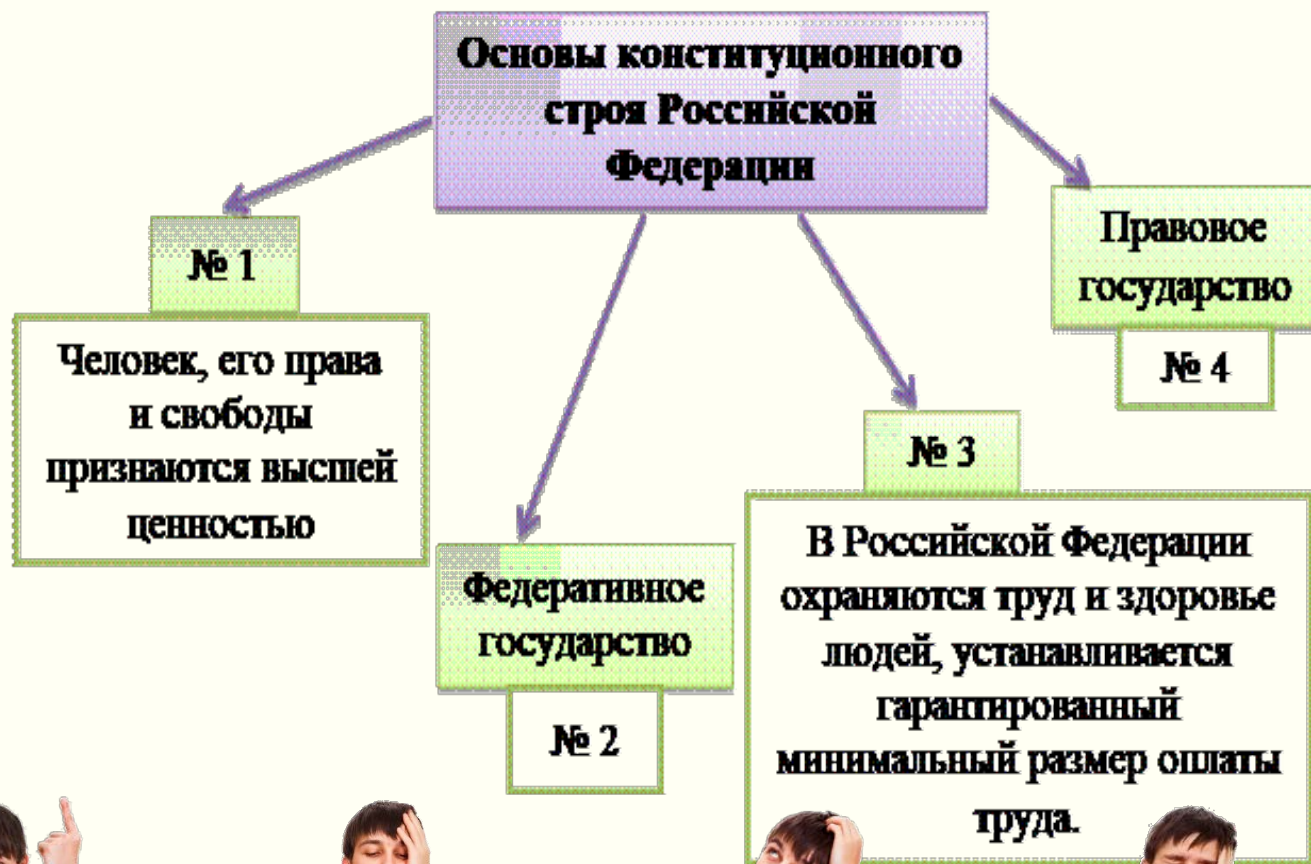 Основы конституционного
строя Российской
Федерации
№ 1
Человек, его права
и свободы
признаются высшей
ценностью
Федеративное
государство
№ 2
№ 3
В Российской Федерации
охраняются труд и здоровье
людей, устанавливается
гарантированный
минимальный размер оплаты
труда.
Правовое
государство
№ 4